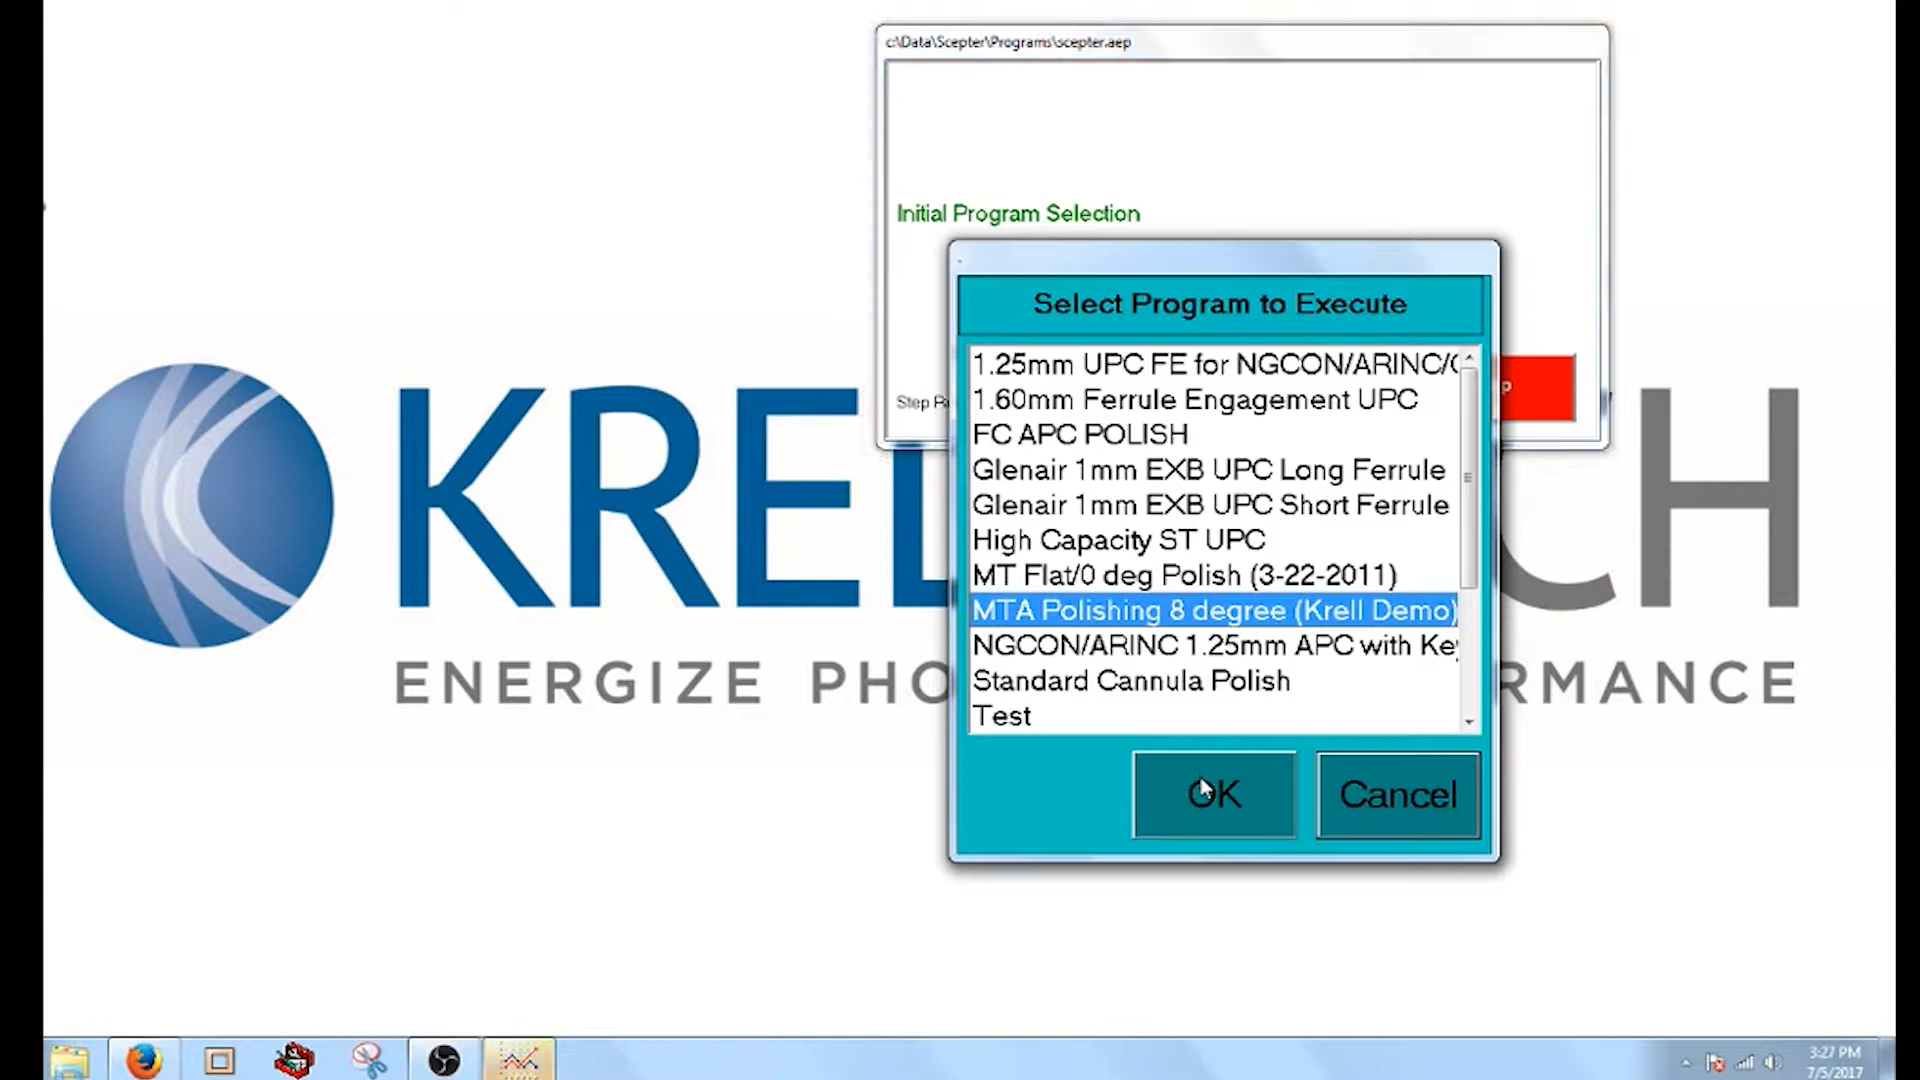 c:\Data\Scepter\Programs\scepter.aep
Initial Program Selection
Select Program to Execute
1.25mm UPC FE for NGCON/ARINC/
1.60mm Ferrule Engagement UPC
FC APC POLISH
Glenair 1mm EXB UPC Long Ferrule
Glenair 1mm EXB UPC Short Ferrule
High Capacity ST UPC
MT Flat/0 deg Polish (3-22-2011)
MTA Polishing 8 degree (Krell Demo)
NGCON/ARINC 1.25mm APC with Key
Standard Cannula Polish
Test
Step R
p
OK
Cancel
KREL CH
ENERGIZE PHO RMANCE
3:27 PM
7/5/2017